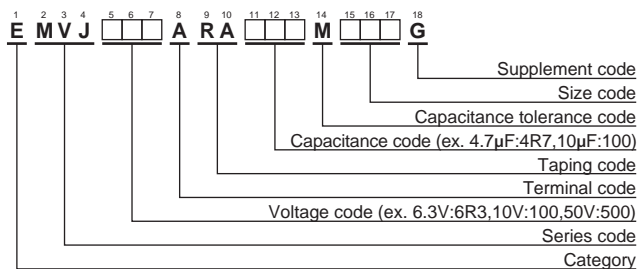 1 2 3 4 5 6 7 8 9 10 11 12 13 14 15 16 17 18
E M V J A R A M G
Supplement code
Size code
Capacitance tolerance code
Capacitance code (ex. 4.7μF:4R7,10μF:100)
Taping code
Terminal code
Voltage code (ex. 6.3V:6R3,10V:100,50V:500)
Series code
Category